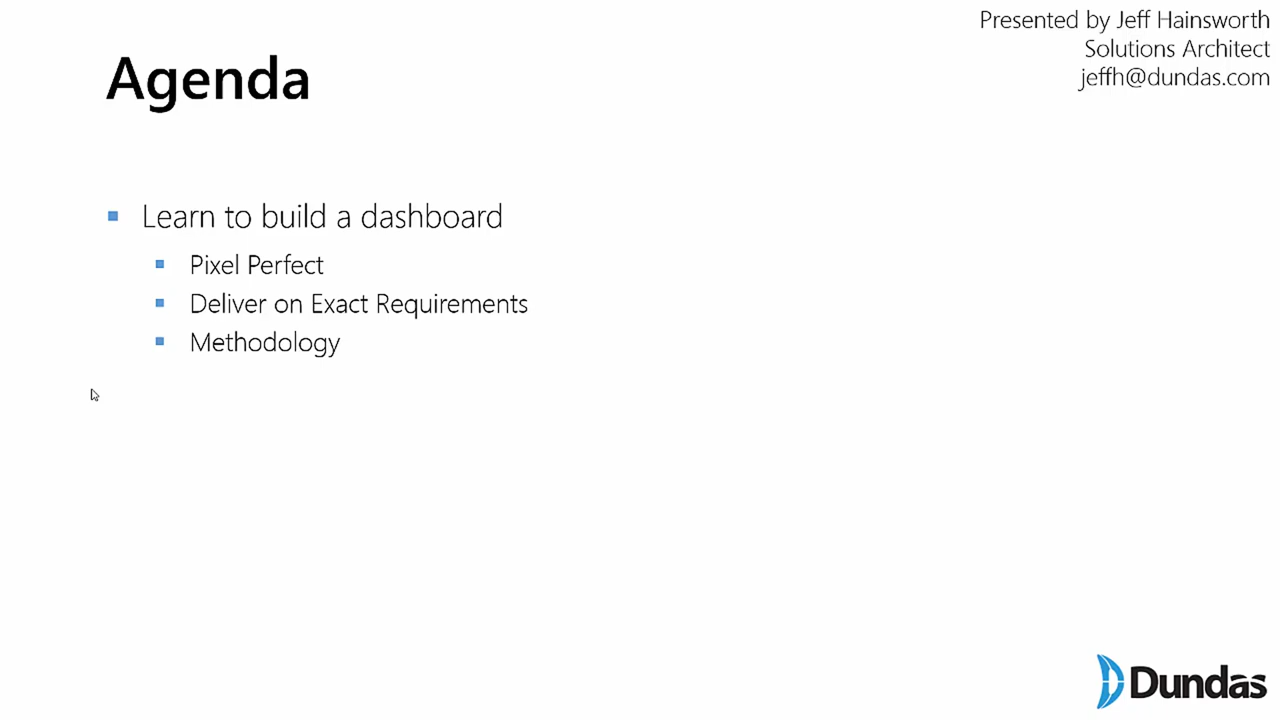 Presented by Jeff Hainsworth
Solutions Architect
jeffh@dundas.com
Agenda
Learn to build a dashboard
Pixel Perfect
Deliver on Exact Requirements
Methodology
Dundas